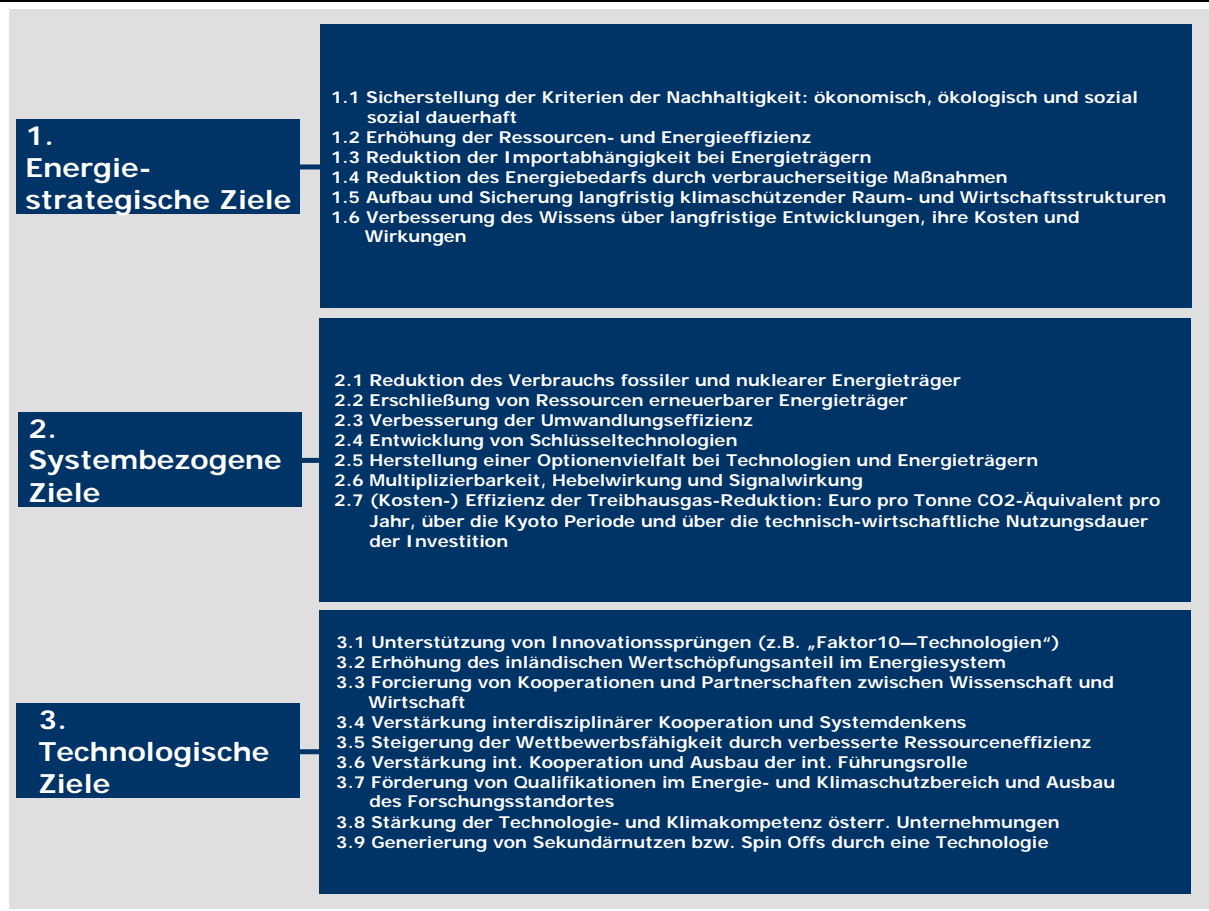 1.
Energie-
strategische Ziele
1.1 Sicherstellung der Kriterien der Nachhaltigkeit: ökonomisch, ökologisch und sozial
sozial dauerhaft
1.2 Erhöhung der Ressourcen- und Energieeffizienz
1.3 Reduktion der Importabhängigkeit bei Energieträgern
1.4 Reduktion des Energiebedarfs durch verbraucherseitige Maßnahmen
1.5 Aufbau und Sicherung langfristig klimaschützender Raum- und Wirtschaftsstrukturen
1.6 Verbesserung des Wissens über langfristige Entwicklungen, ihre Kosten und
Wirkungen
2.
Systembezogene
Ziele
2.1 Reduktion des Verbrauchs fossiler und nuklearer Energieträger
2.2 Erschließung von Ressourcen erneuerbarer Energieträger
2.3 Verbesserung der Umwandlungseffizienz
2.4 Entwicklung von Schlüsseltechnologien
2.5 Herstellung einer Optionenvielfalt bei Technologien und Energieträgern
2.6 Multiplizierbarkeit, Hebelwirkung und Signalwirkung
2.7 (Kosten-) Effizienz der Treibhausgas-Reduktion: Euro pro Tonne CO2-Äquivalent pro
Jahr, über die Kyoto Periode und über die technisch-wirtschaftliche Nutzungsdauer
der Investition
3.
Technologische
Ziele
3.1 Unterstützung von Innovationssprüngen (z.B. „Faktor10—Technologien“)
3.2 Erhöhung des inländischen Wertschöpfungsanteil im Energiesystem
3.3 Forcierung von Kooperationen und Partnerschaften zwischen Wissenschaft und
Wirtschaft
3.4 Verstärkung interdisziplinärer Kooperation und Systemdenkens
3.5 Steigerung der Wettbewerbsfähigkeit durch verbesserte Ressourceneffizienz
3.6 Verstärkung int. Kooperation und Ausbau der int. Führungsrolle
3.7 Förderung von Qualifikationen im Energie- und Klimaschutzbereich und Ausbau
des Forschungsstandortes
3.8 Stärkung der Technologie- und Klimakompetenz österr. Unternehmungen
3.9 Generierung von Sekundärnutzen bzw. Spin Offs durch eine Technologie